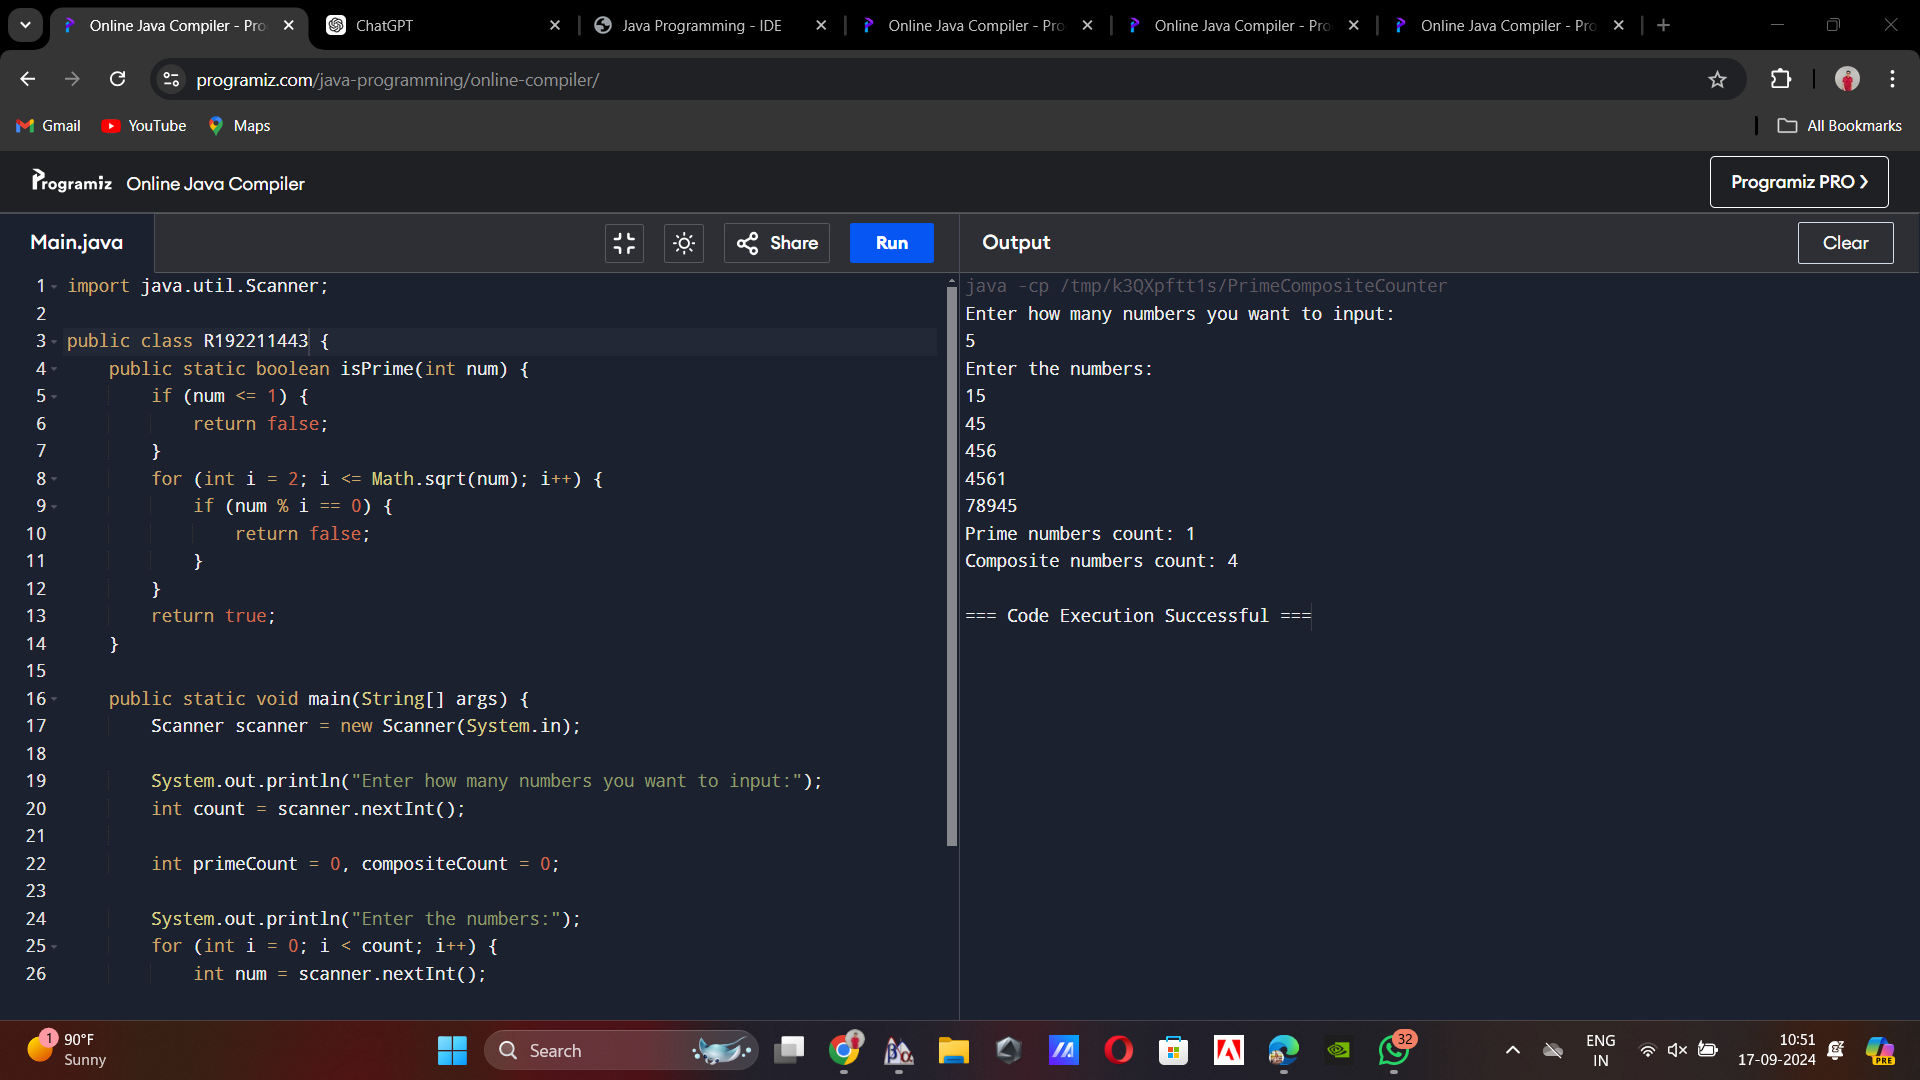 Online Java Compiler - Pro
ChatGPT
Java Programming - IDE
Online Java Compiler - Pro
Online Java Compiler - Pro
Online Java Compiler - Pro
programiz.com/java-programming/online-compiler/
Gmail
YouTube
Maps
All Bookmarks
Programiz
Online Java Compiler
Programiz PRO
Main.java
Share
Run
Output
Clear
1 import java.util.Scanner;
2
3 public class R192211443 {
4 public static boolean isPrime(int num) {
5 if (num <= 1) {
6 return false;
7 }
8 for (int i = 2; i <= Math.sqrt(num); i++) {
9 if (num % i == 0) {
10 return false;
11 }
12 }
13 return true;
14 }
15
16 public static void main(String[] args) {
17 Scanner scanner = new Scanner(System.in);
18
19 System.out.println("Enter how many numbers you want to input:");
20 int count = scanner.nextInt();
21
22 int primeCount = 0, compositeCount = 0;
23
24 System.out.println("Enter the numbers:");
25 for (int i = 0; i < count; i++) {
26 int num = scanner.nextInt();
java -cp /tmp/k3QXpftt1s/PrimeCompositeCounter
Enter how many numbers you want to input:
5
Enter the numbers:
15
45
456
4561
78945
Prime numbers count: 1
Composite numbers count: 4
=== Code Execution Successful ===
1
90°F
Sunny
Search
32
ENG
IN
10:51
17-09-2024
PRE